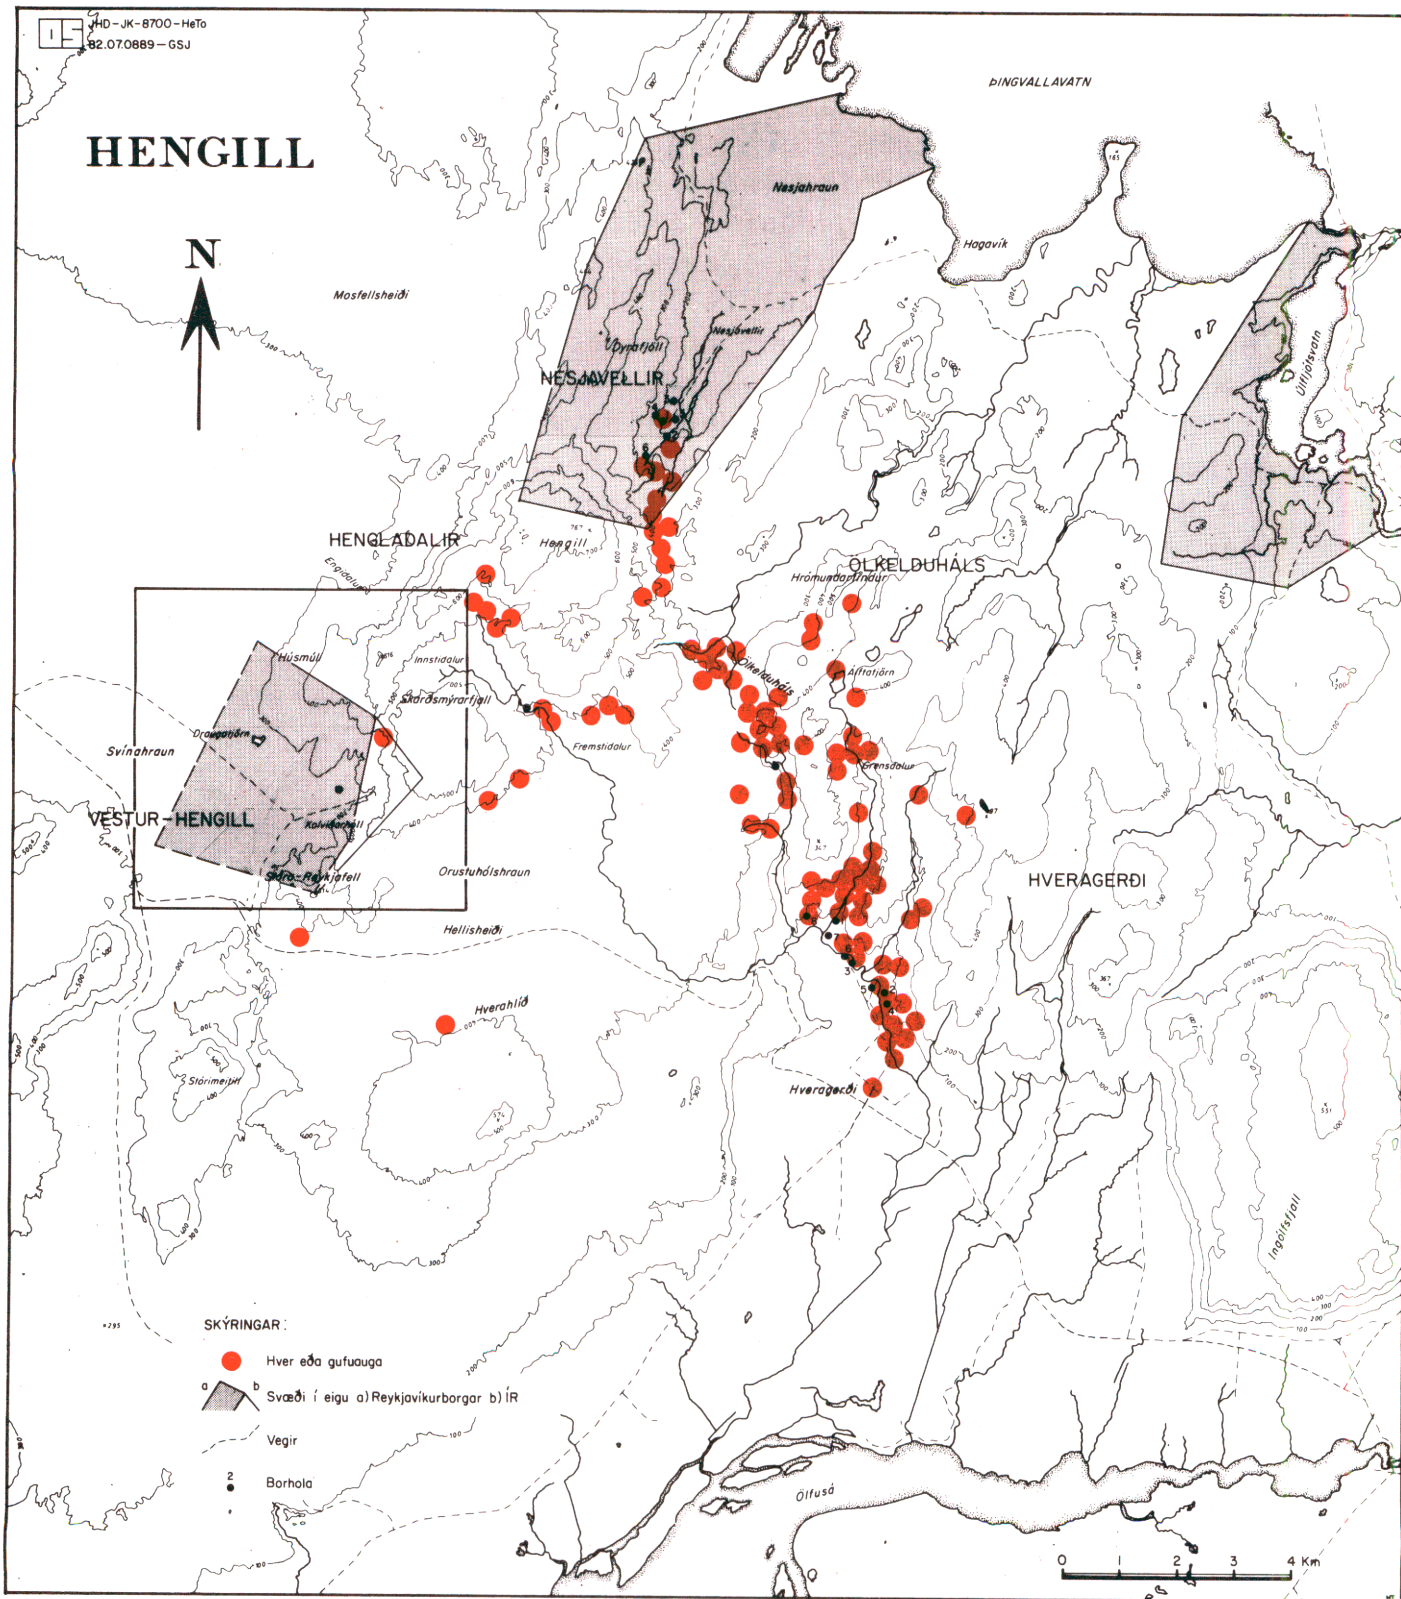 JHD-JK-8700-HeTo
82.07.0889-GSJ
HENGILL
N
ÞINGVALLAVATN
Nesjahraun
Hagavík
Mosfellsheiði
Nesjavellir
Dyrafjöll
NESJAVELLIR
Úlfljótsvatn
HENGLADALIR
Hengill
Engidalur
ÖLKELDUHÁLS
Hrómundartindur
Húsmúli
Innstidalur
Skarðsmýrarfjall
Ölkelduháls
Álftatjörn
Draugatjörn
Svínahraun
Fremstidalur
Grensdalur
VESTUR-HENGILL
Kolviðarhóll
Stóra-Reykjafell
Orustuhólshraun
HVERAGERÐI
Hellisheiði
Hverahlíð
Stórimeitill
Hveragerði
Ingólfsfjall
SKÝRINGAR:
Hver eða gufuauga
a b Svæði í eigu a) Reykjavíkurborgar b) ÍR
Vegir
2 Borhola
Ölfusá
0 1 2 3 4 Km